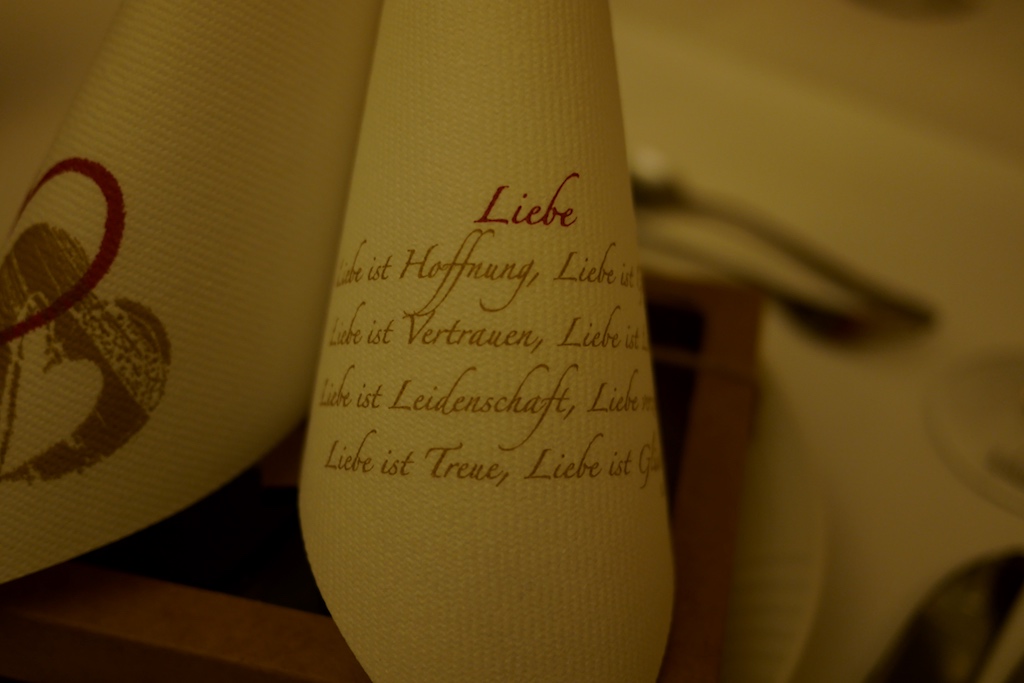 Liebe
Liebe ist Hoffnung, Liebe ist
Liebe ist Vertrauen, Liebe ist
Liebe ist Leidenschaft, Liebe
Liebe ist Treue, Liebe ist